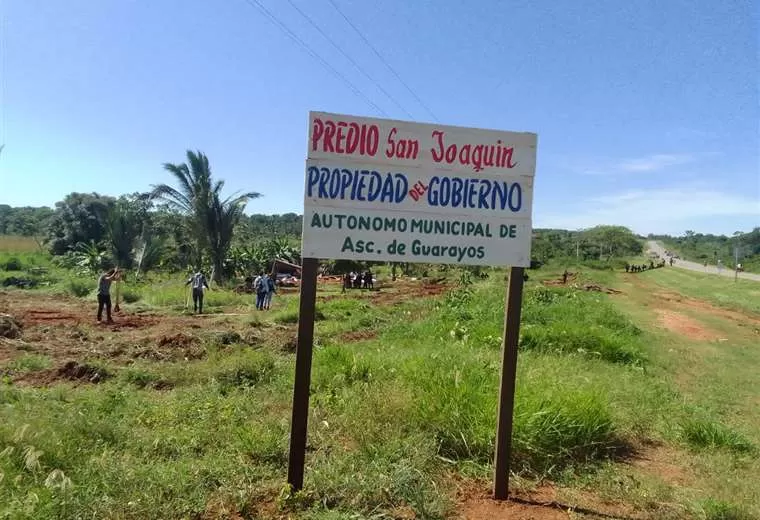 PREDIO San Joaquin
PROPIEDAD DEL GOBIERNO
AUTONOMO MUNICIPAL DE
Asc. de Guarayos